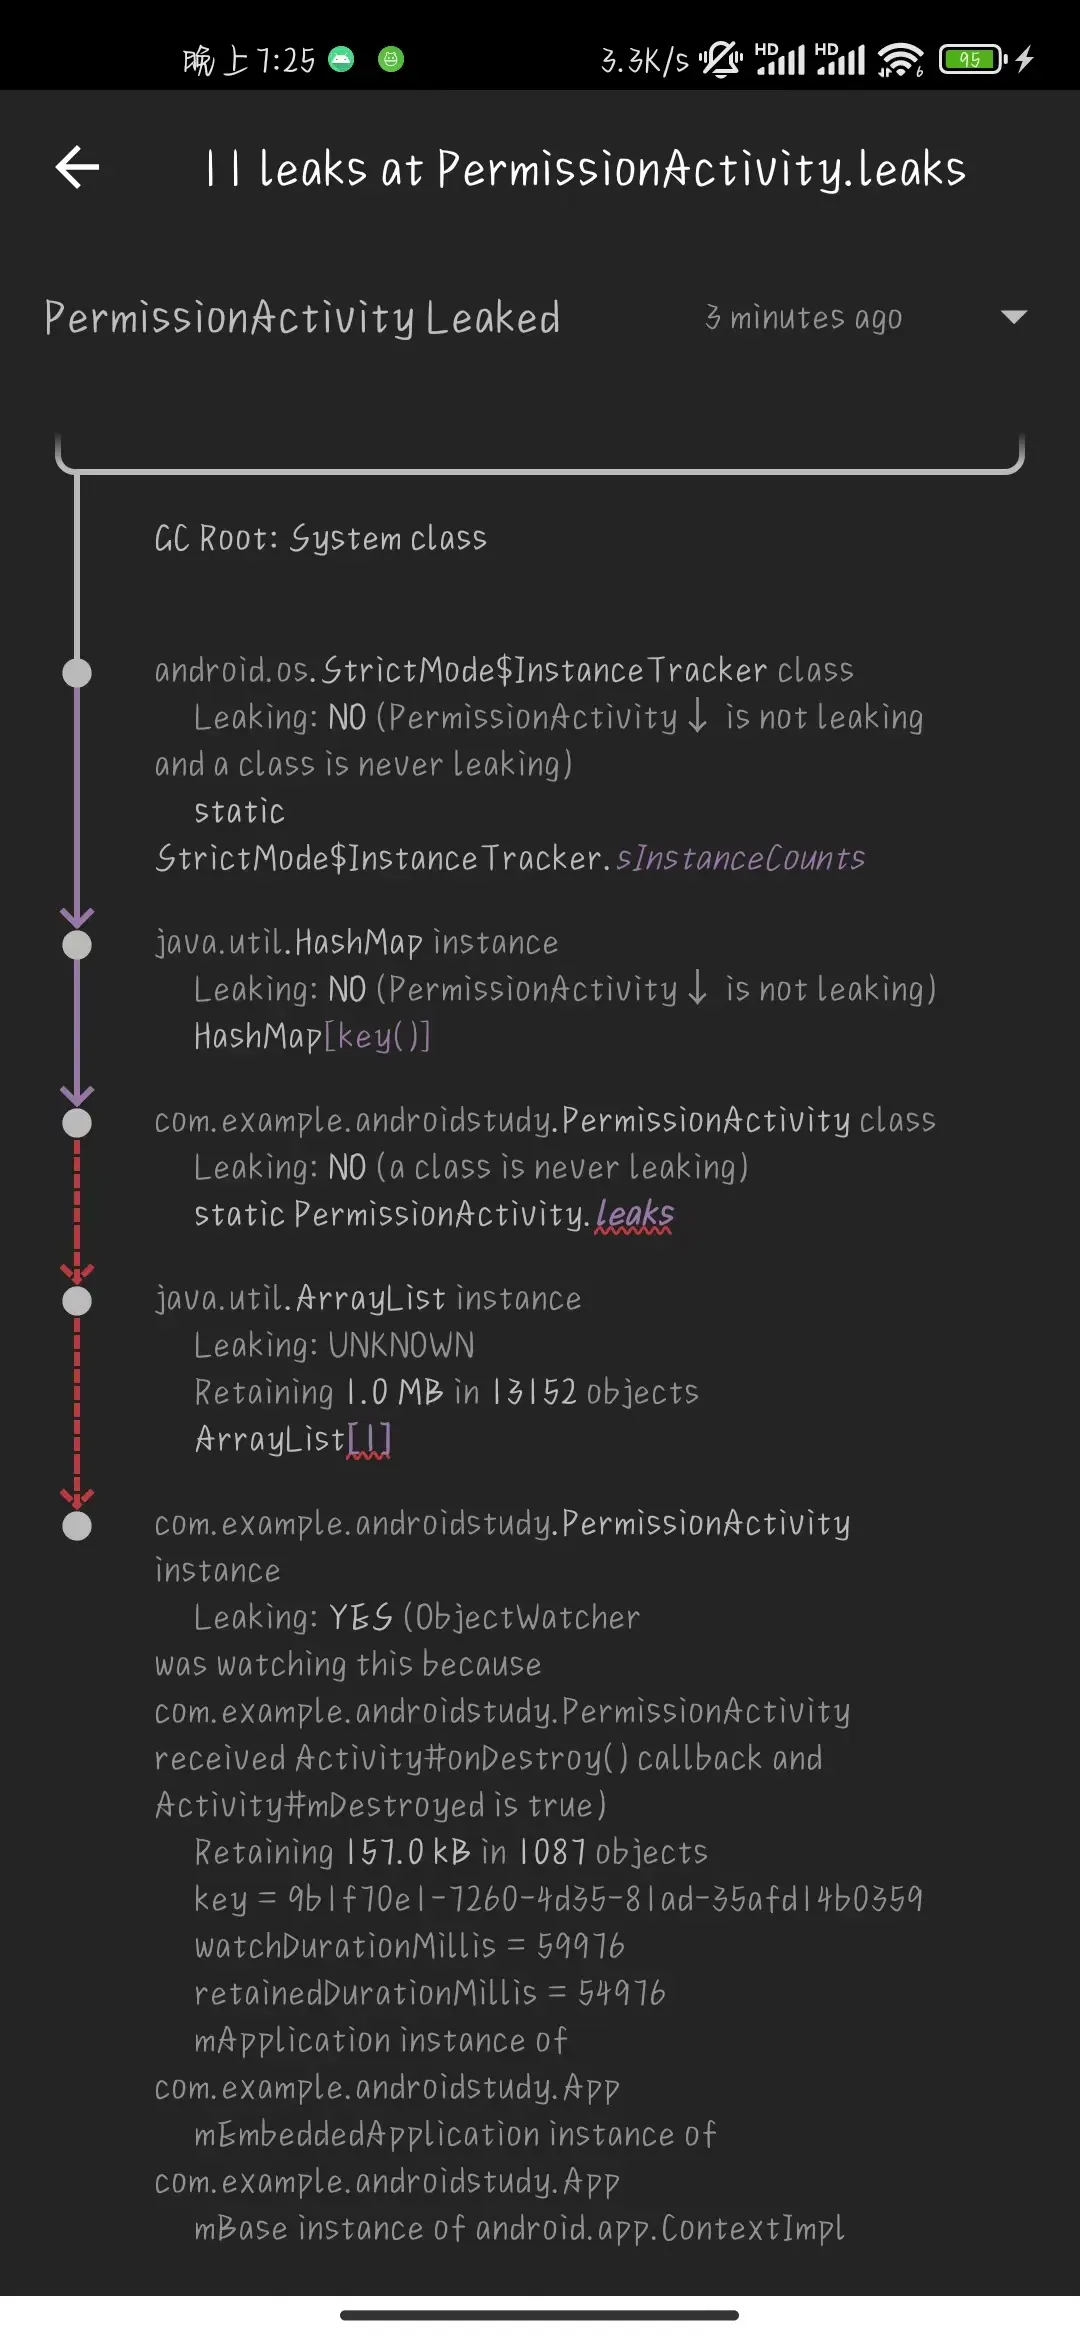 晚上7:25 3.3K/s HD HD 6 95
11 leaks at PermissionActivity.leaks
PermissionActivity Leaked 3 minutes ago
GC Root: System class
android.os.StrictMode$InstanceTracker class
Leaking: NO (PermissionActivity↓ is not leaking
and a class is never leaking)
static
StrictMode$InstanceTracker.sInstanceCounts
java.util.HashMap instance
Leaking: NO (PermissionActivity↓ is not leaking)
HashMap[key()]
com.example.androidstudy.PermissionActivity class
Leaking: NO (a class is never leaking)
static PermissionActivity.leaks
java.util.ArrayList instance
Leaking: UNKNOWN
Retaining 1.0 MB in 13152 objects
ArrayList[1]
com.example.androidstudy.PermissionActivity
instance
Leaking: YES (ObjectWatcher
was watching this because
com.example.androidstudy.PermissionActivity
received Activity#onDestroy() callback and
Activity#mDestroyed is true)
Retaining 157.0 kB in 1087 objects
key = 9b1f70e1-7260-4d35-81ad-35afd14b0359
watchDurationMillis = 59976
retainedDurationMillis = 54976
mApplication instance of
com.example.androidstudy.App
mEmbeddedApplication instance of
com.example.androidstudy.App
mBase instance of android.app.ContextImpl